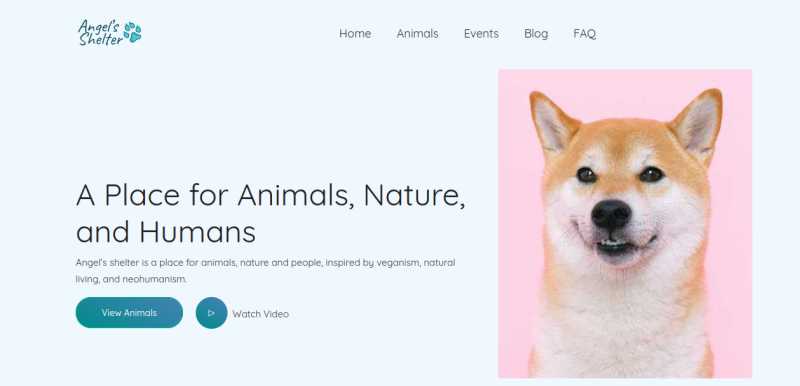 Angel's
Shelter
Home Animals Events Blog FAQ
A Place for Animals, Nature,
and Humans
Angel's shelter is a place for animals, nature and people, inspired by veganism, natural
living, and neohumanism.
View Animals Watch Video